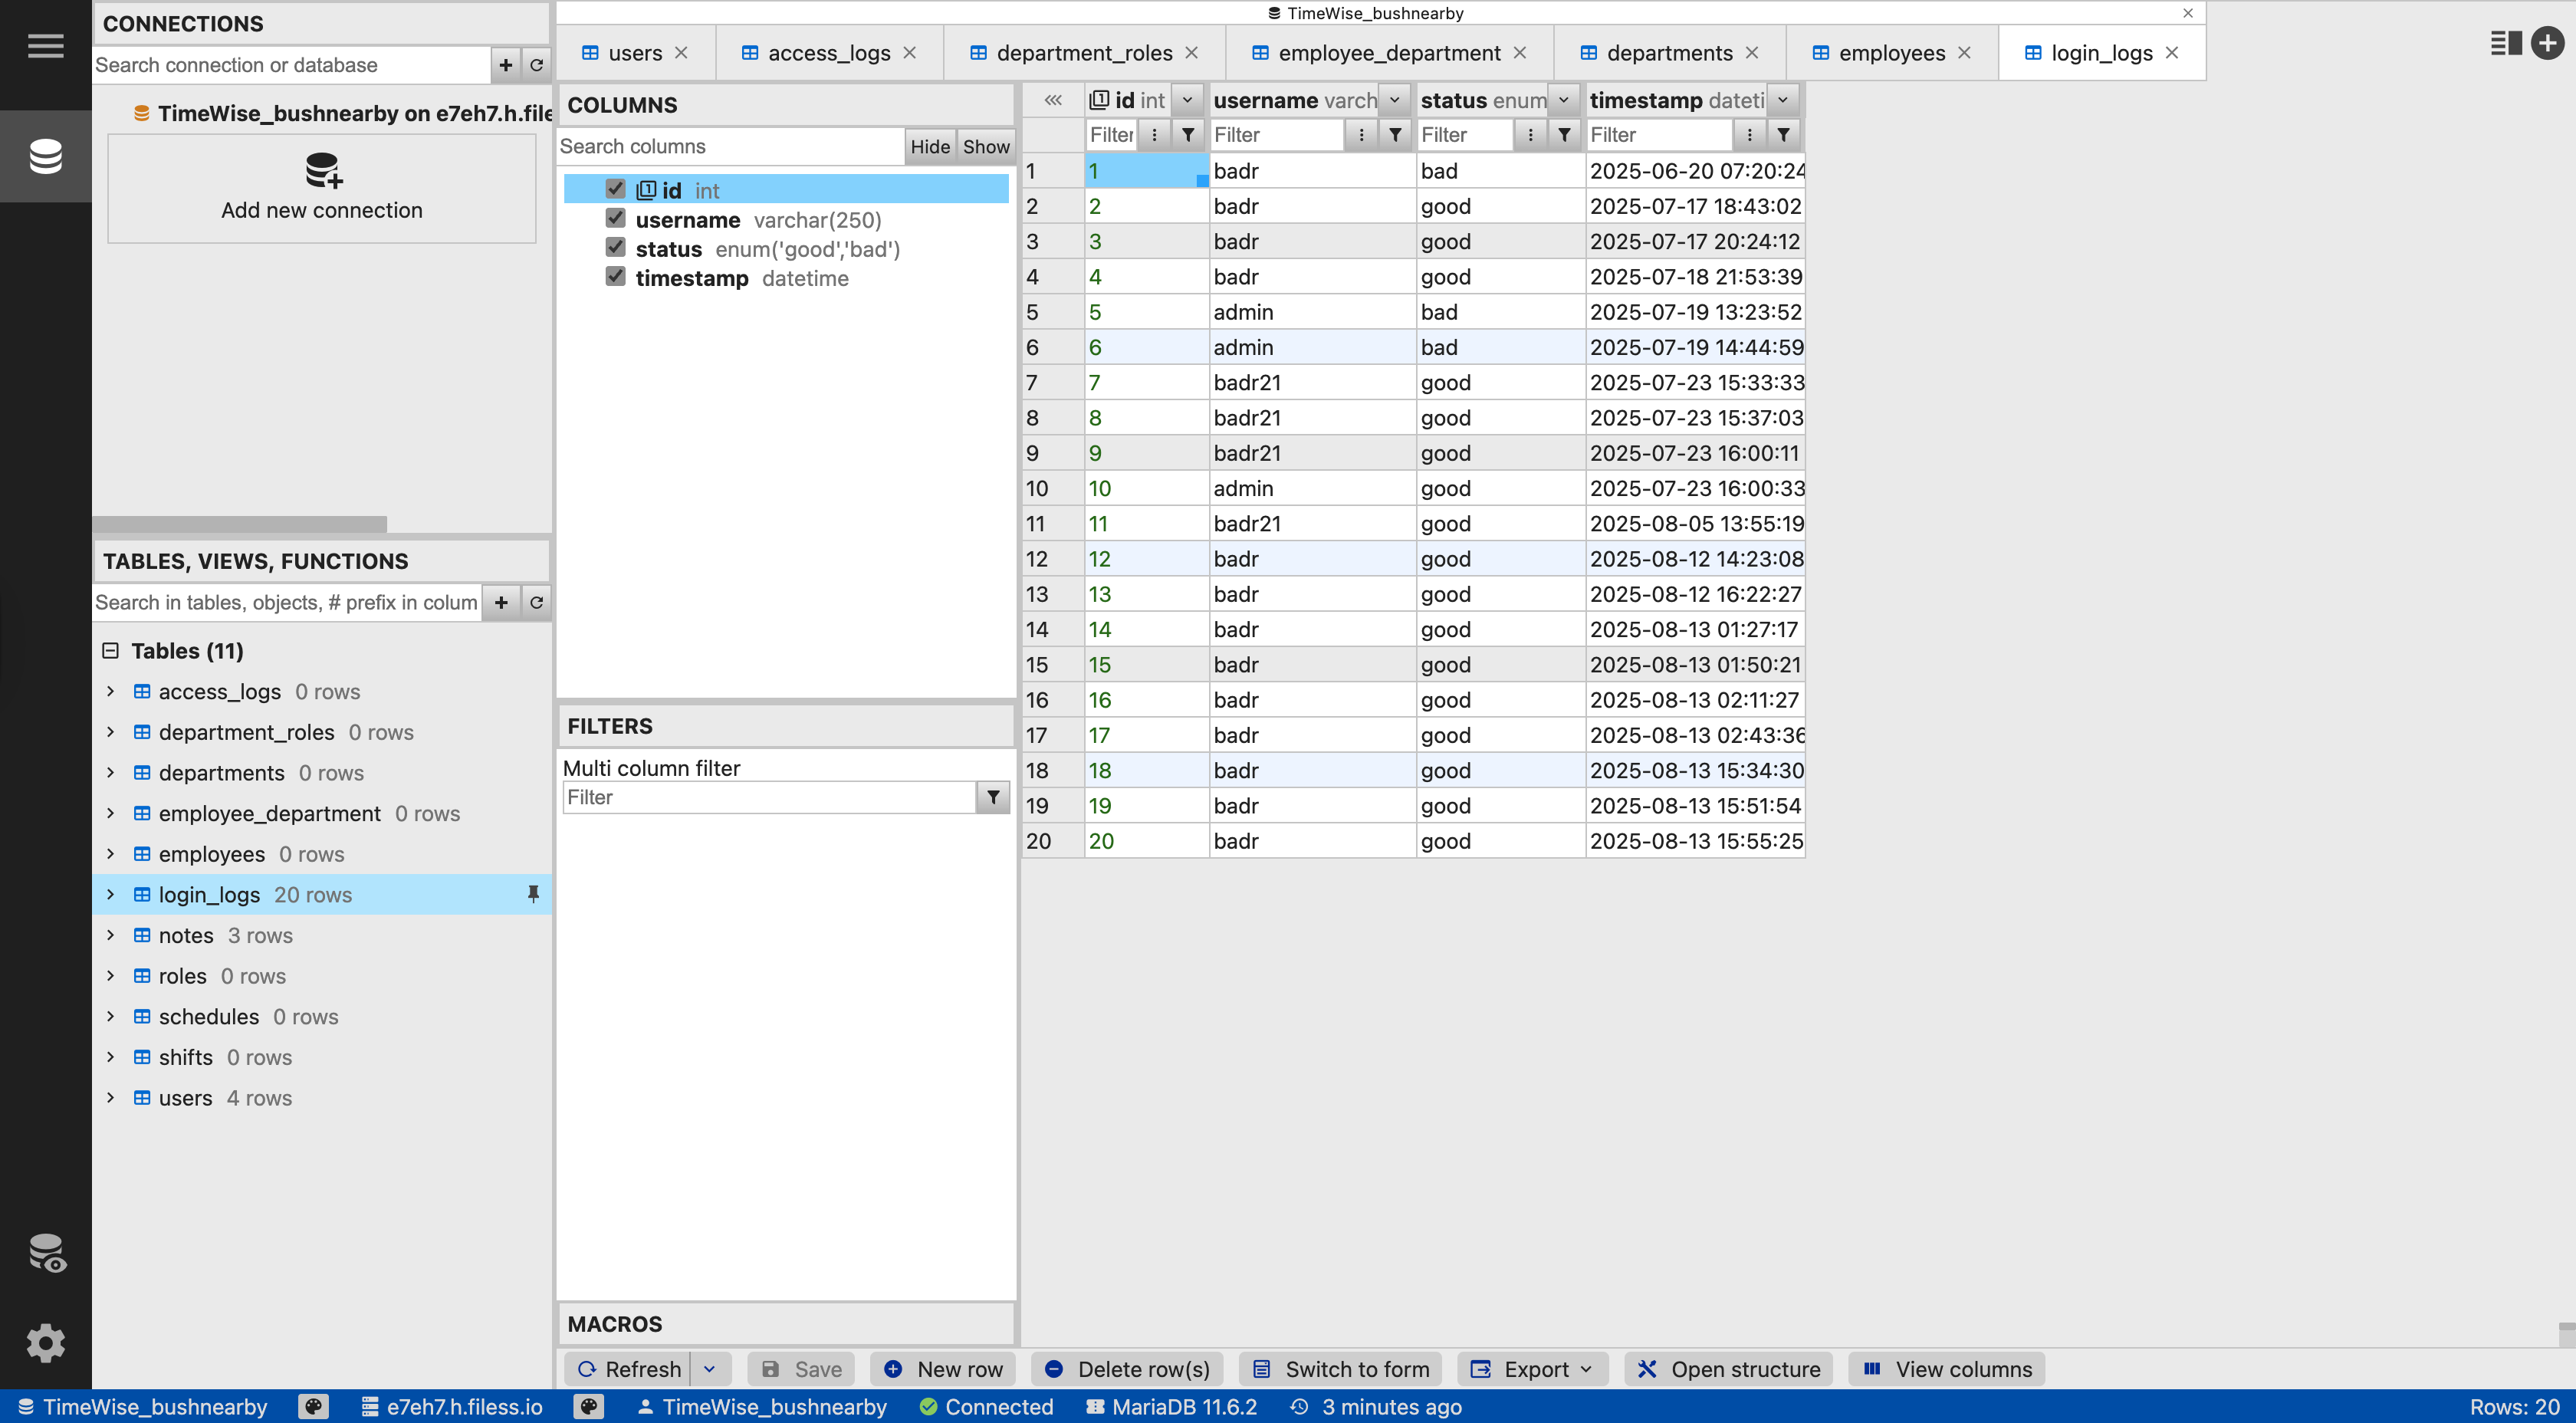 CONNECTIONS
Search connection or database
TimeWise_bushnearby on e7eh7.h.file
Add new connection
TABLES, VIEWS, FUNCTIONS
Search in tables, objects, # prefix in colum
Tables (11)
access_logs 0 rows
department_roles 0 rows
departments 0 rows
employee_department 0 rows
employees 0 rows
login_logs 20 rows
notes 3 rows
roles 0 rows
schedules 0 rows
shifts 0 rows
users 4 rows
TimeWise_bushnearby
users access_logs department_roles employee_department departments employees login_logs
COLUMNS
Search columns Hide Show
id int
username varchar(250)
status enum('good','bad')
timestamp datetime
FILTERS
Multi column filter
Filter
MACROS
id int username varch status enum timestamp dateti
Filter Filter Filter Filter
1 1 badr bad 2025-06-20 07:20:24
2 2 badr good 2025-07-17 18:43:02
3 3 badr good 2025-07-17 20:24:12
4 4 badr good 2025-07-18 21:53:39
5 5 admin bad 2025-07-19 13:23:52
6 6 admin bad 2025-07-19 14:44:59
7 7 badr21 good 2025-07-23 15:33:33
8 8 badr21 good 2025-07-23 15:37:03
9 9 badr21 good 2025-07-23 16:00:11
10 10 admin good 2025-07-23 16:00:33
11 11 badr21 good 2025-08-05 13:55:19
12 12 badr good 2025-08-12 14:23:08
13 13 badr good 2025-08-12 16:22:27
14 14 badr good 2025-08-13 01:27:17
15 15 badr good 2025-08-13 01:50:21
16 16 badr good 2025-08-13 02:11:27
17 17 badr good 2025-08-13 02:43:36
18 18 badr good 2025-08-13 15:34:30
19 19 badr good 2025-08-13 15:51:54
20 20 badr good 2025-08-13 15:55:25
Refresh Save New row Delete row(s) Switch to form Export Open structure View columns
TimeWise_bushnearby e7eh7.h.filess.io TimeWise_bushnearby Connected MariaDB 11.6.2 3 minutes ago Rows: 20